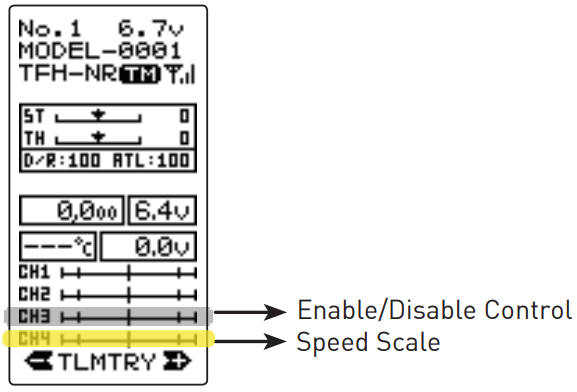 No.1 6.7v
MODEL-0001
TFH-NR TM
ST 0
TH 0
D/R:100 ATL:100
0,000 6.4v
---°C 0.0v
CH1
CH2
CH3 Enable/Disable Control
CH4 Speed Scale
TLMTRY